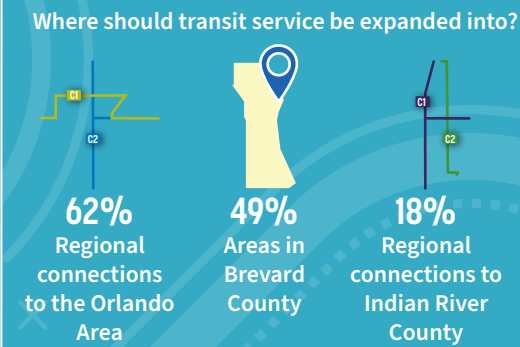 Where should transit service be expanded into?
C1
C2
C1
C2
62%
Regional
connections
to the Orlando
Area
49%
Areas in
Brevard
County
18%
Regional
connections to
Indian River
County